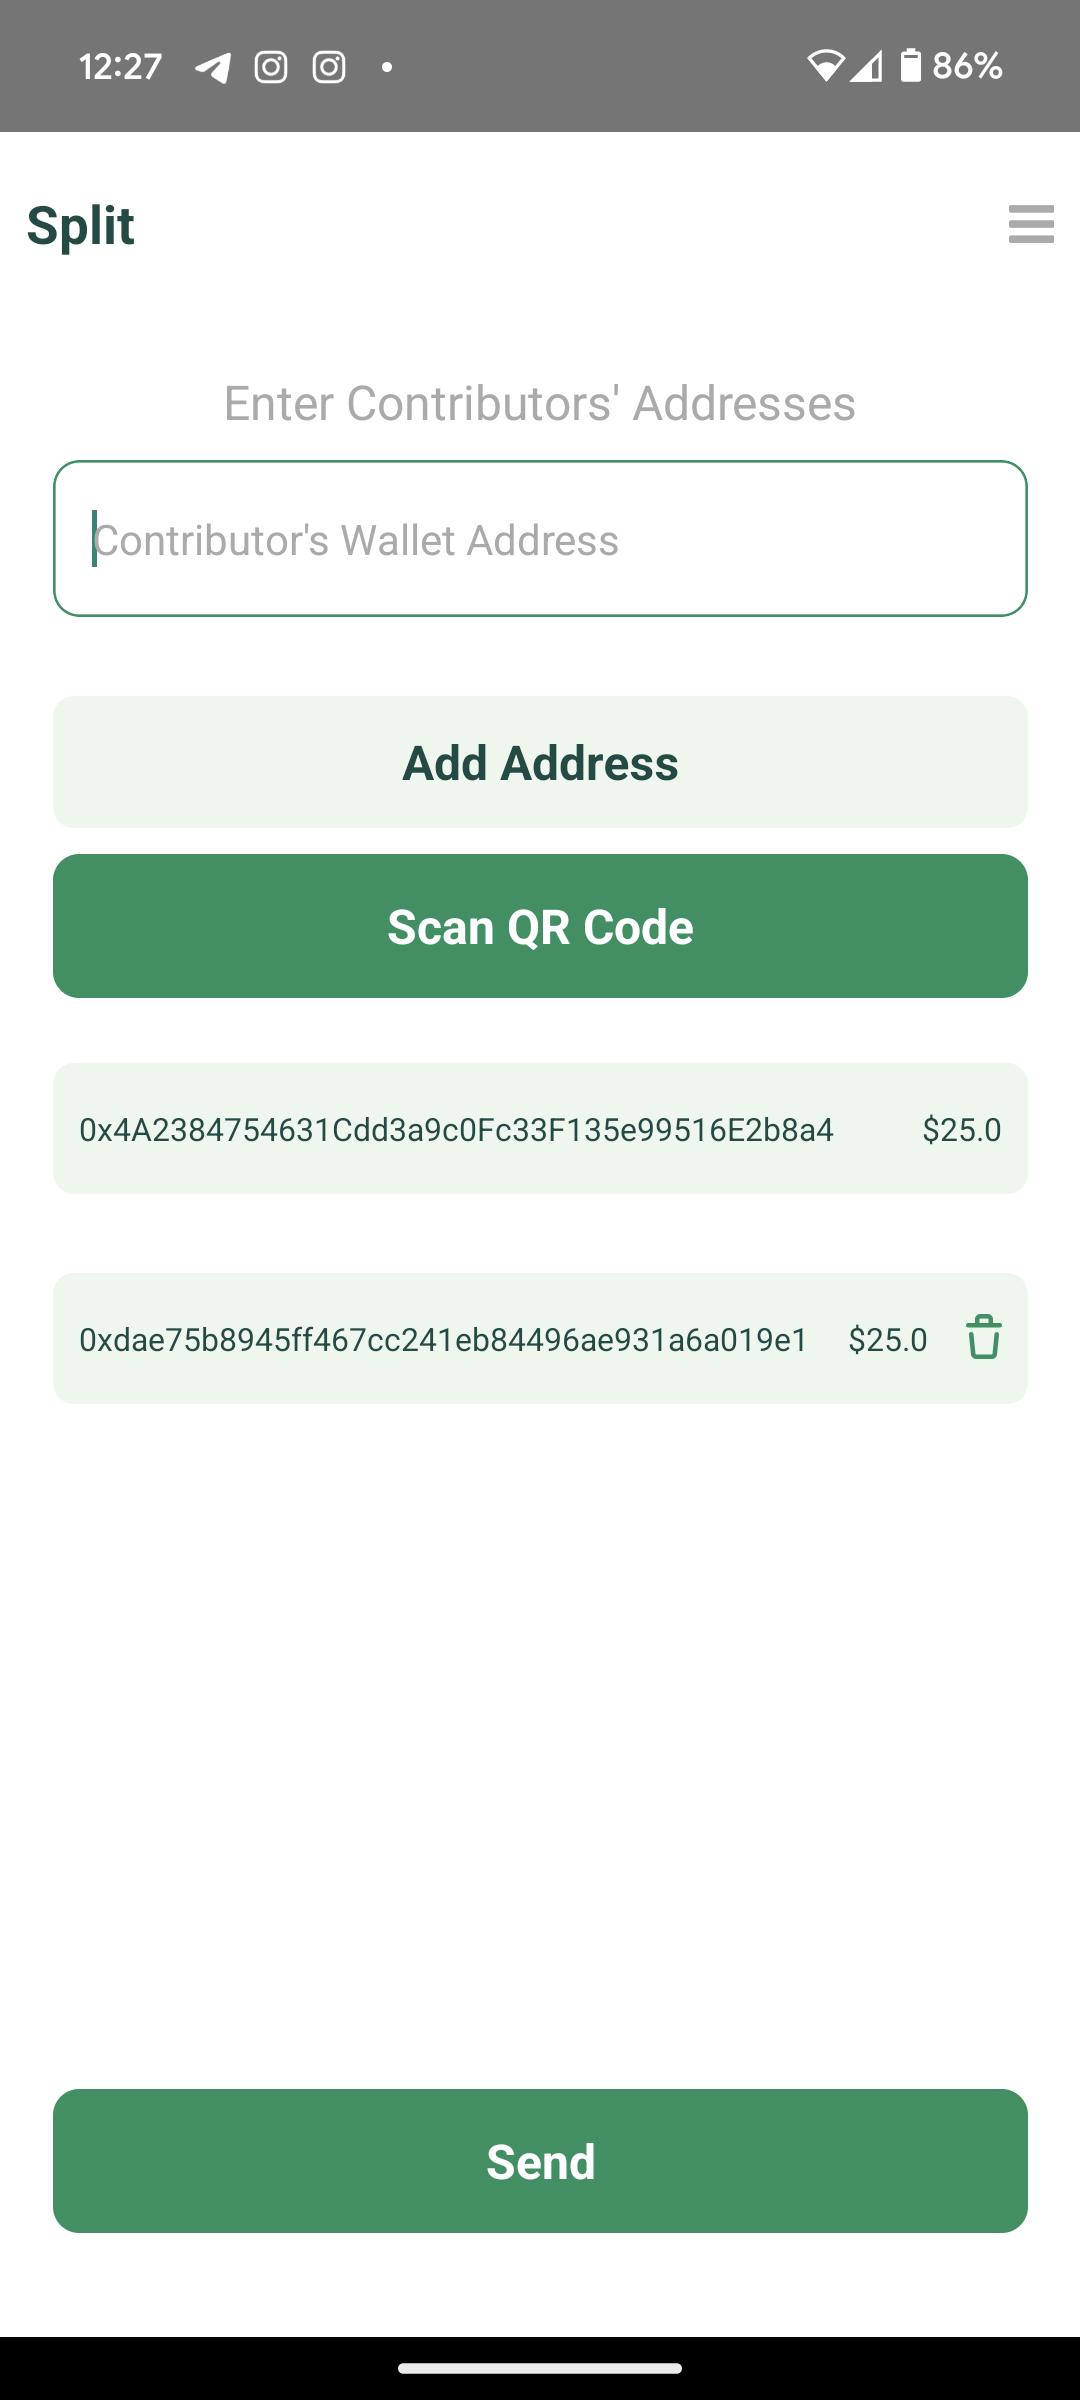 12:27
86%
Split
Enter Contributors' Addresses
Contributor's Wallet Address
Add Address
Scan QR Code
0x4A2384754631Cdd3a9c0Fc33F135e99516E2b8a4 $25.0
0xdae75b8945ff467cc241eb84496ae931a6a019e1 $25.0
Send